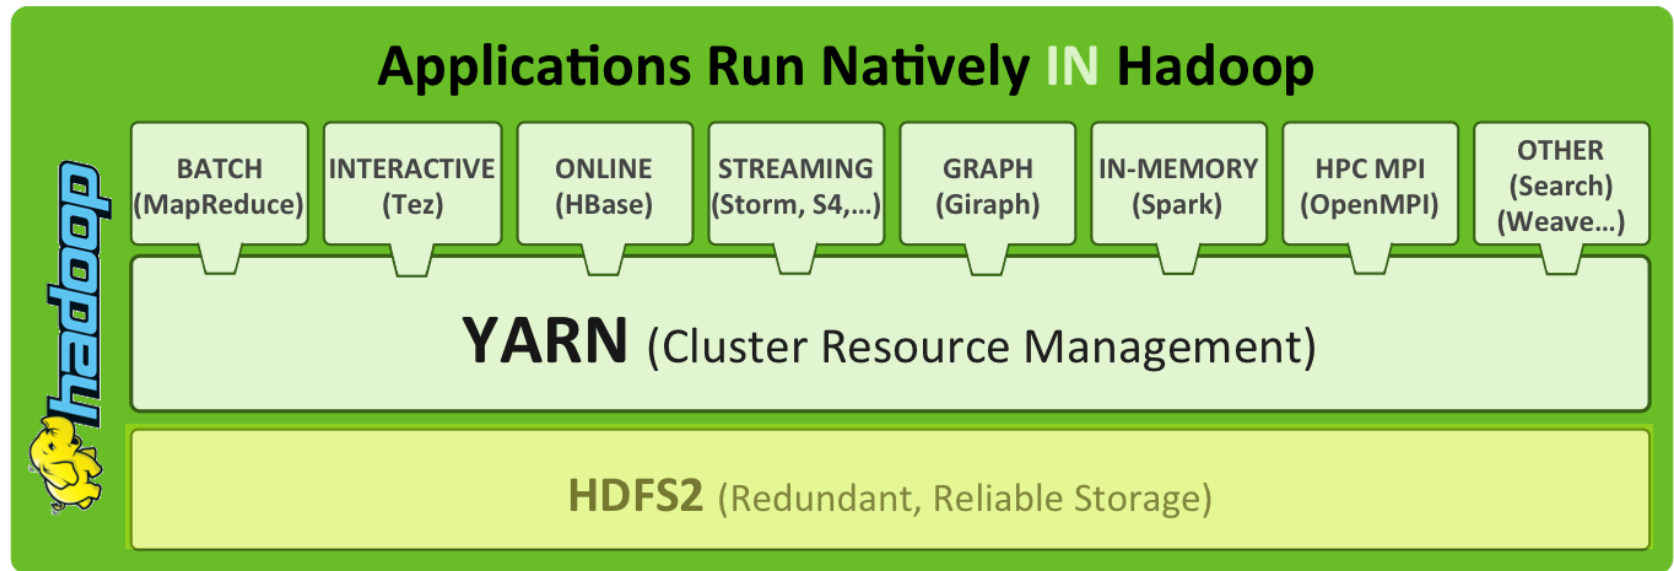 Applications Run Natively IN Hadoop
BATCH
(MapReduce)
INTERACTIVE
(Tez)
ONLINE
(HBase)
STREAMING
(Storm, S4,...)
GRAPH
(Giraph)
IN-MEMORY
(Spark)
HPC MPI
(OpenMPI)
OTHER
(Search)
(Weave...)
hadoop
YARN (Cluster Resource Management)
HDFS2 (Redundant, Reliable Storage)